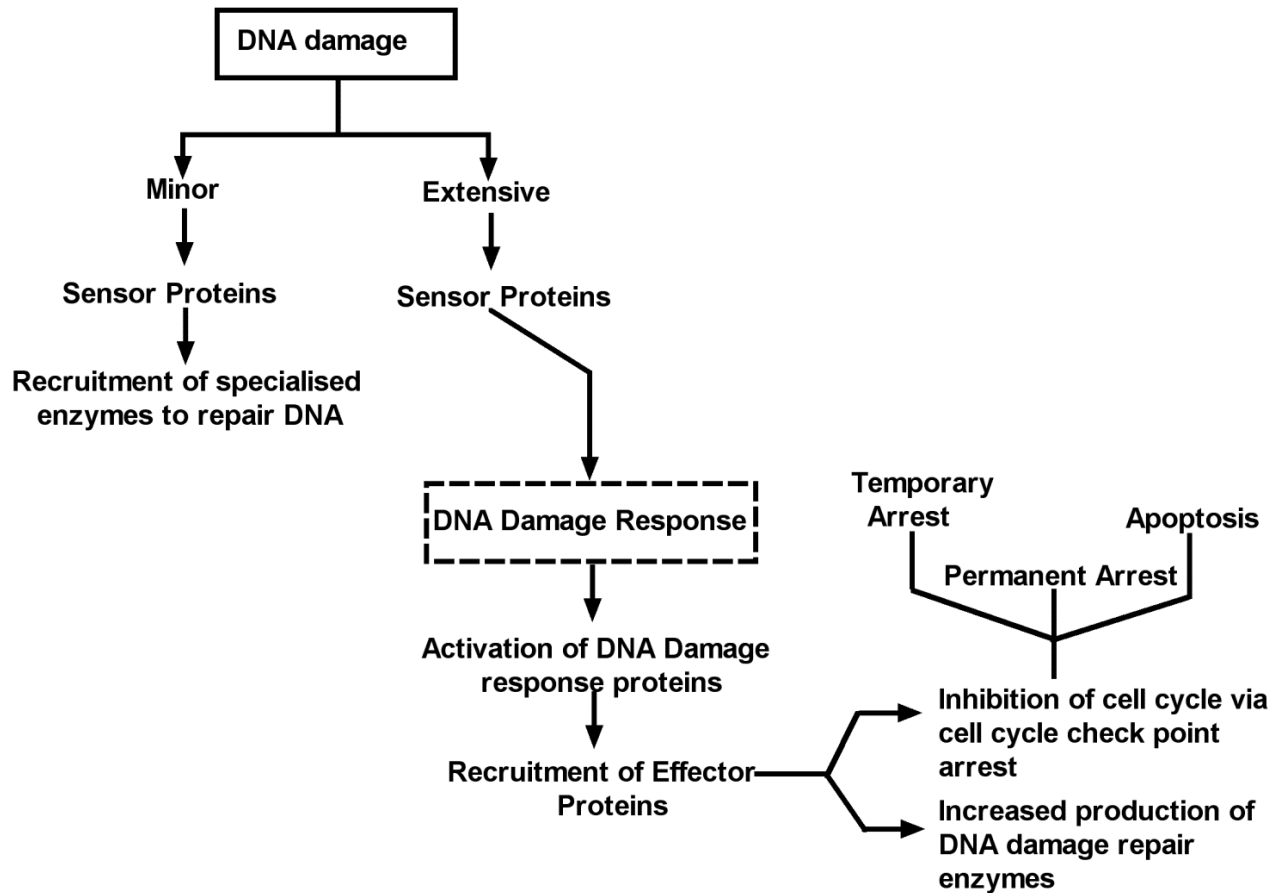 DNA damage
Minor
Extensive
Sensor Proteins
Sensor Proteins
Recruitment of specialised
enzymes to repair DNA
DNA Damage Response
Activation of DNA Damage
response proteins
Recruitment of Effector
Proteins
Temporary
Arrest
Permanent Arrest
Apoptosis
Inhibition of cell cycle via
cell cycle check point
arrest
Increased production of
DNA damage repair
enzymes